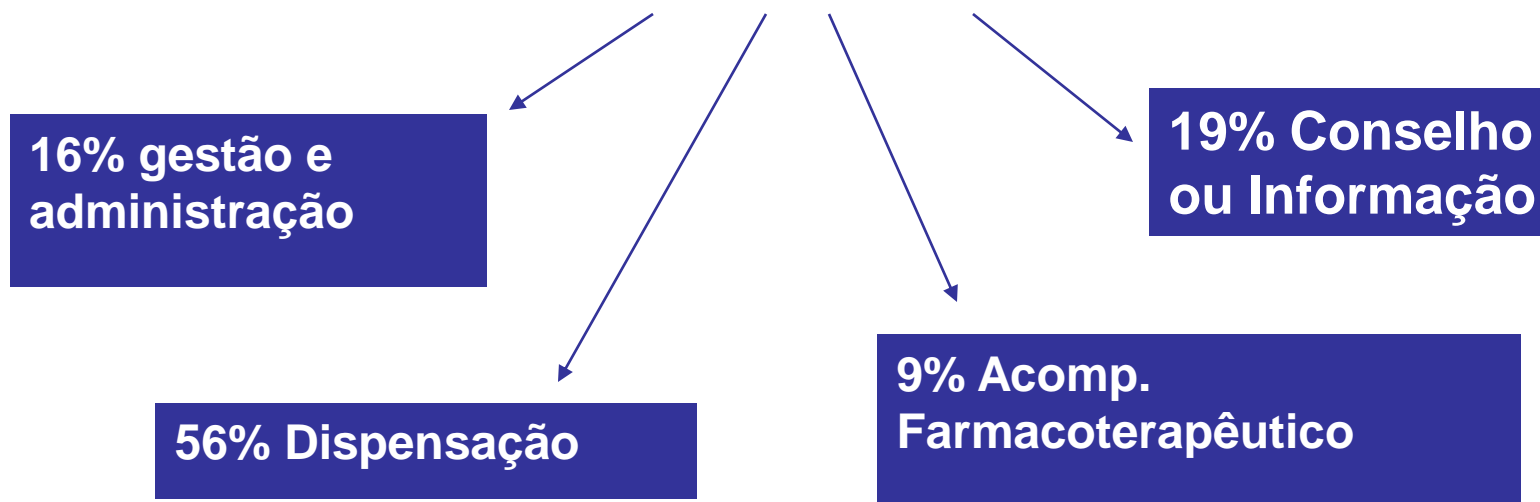 16% gestão e
administração
19% Conselho
ou Informação
56% Dispensação
9% Acomp.
Farmacoterapêutico